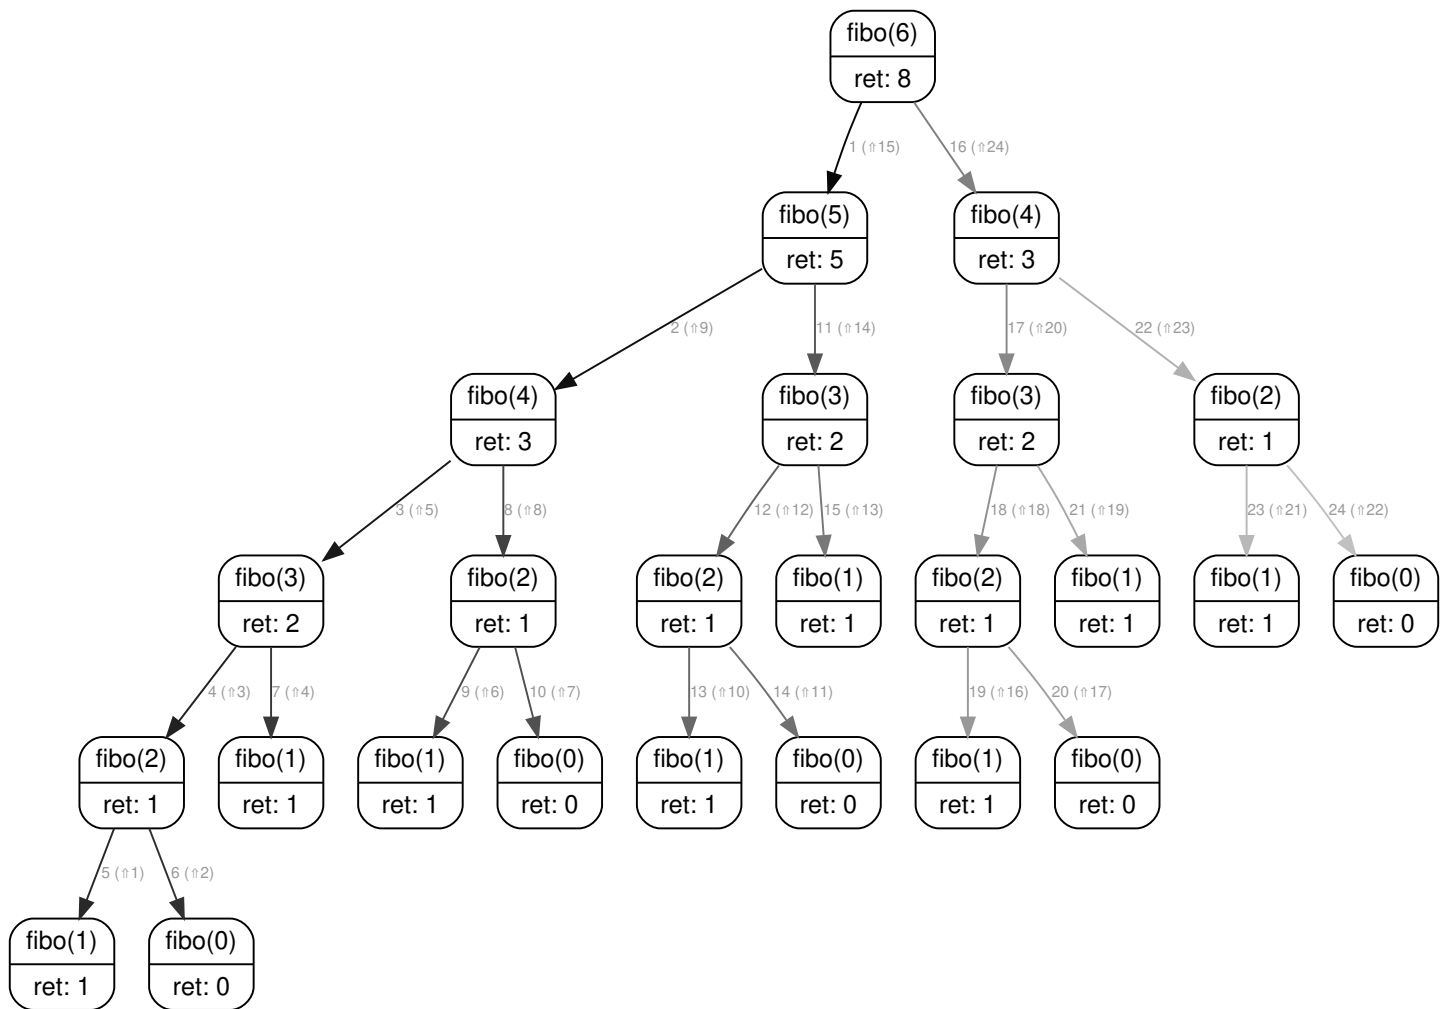 fibo(6)
ret: 8
1 (⇑15)
16 (⇑24)
fibo(5)
ret: 5
fibo(4)
ret: 3
2 (⇑9)
11 (⇑14)
17 (⇑20)
22 (⇑23)
fibo(4)
ret: 3
fibo(3)
ret: 2
fibo(3)
ret: 2
fibo(2)
ret: 1
3 (⇑5)
8 (⇑8)
12 (⇑12)
15 (⇑13)
18 (⇑18)
21 (⇑19)
23 (⇑21)
24 (⇑22)
fibo(3)
ret: 2
fibo(2)
ret: 1
fibo(2)
ret: 1
fibo(1)
ret: 1
fibo(2)
ret: 1
fibo(1)
ret: 1
fibo(1)
ret: 1
fibo(0)
ret: 0
4 (⇑3)
7 (⇑4)
9 (⇑6)
10 (⇑7)
13 (⇑10)
14 (⇑11)
19 (⇑16)
20 (⇑17)
fibo(2)
ret: 1
fibo(1)
ret: 1
fibo(1)
ret: 1
fibo(0)
ret: 0
fibo(1)
ret: 1
fibo(0)
ret: 0
fibo(1)
ret: 1
fibo(0)
ret: 0
5 (⇑1)
6 (⇑2)
fibo(1)
ret: 1
fibo(0)
ret: 0